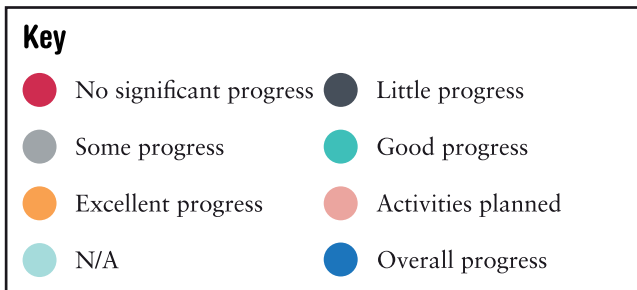 Key
No significant progress
Little progress
Some progress
Good progress
Excellent progress
Activities planned
N/A
Overall progress